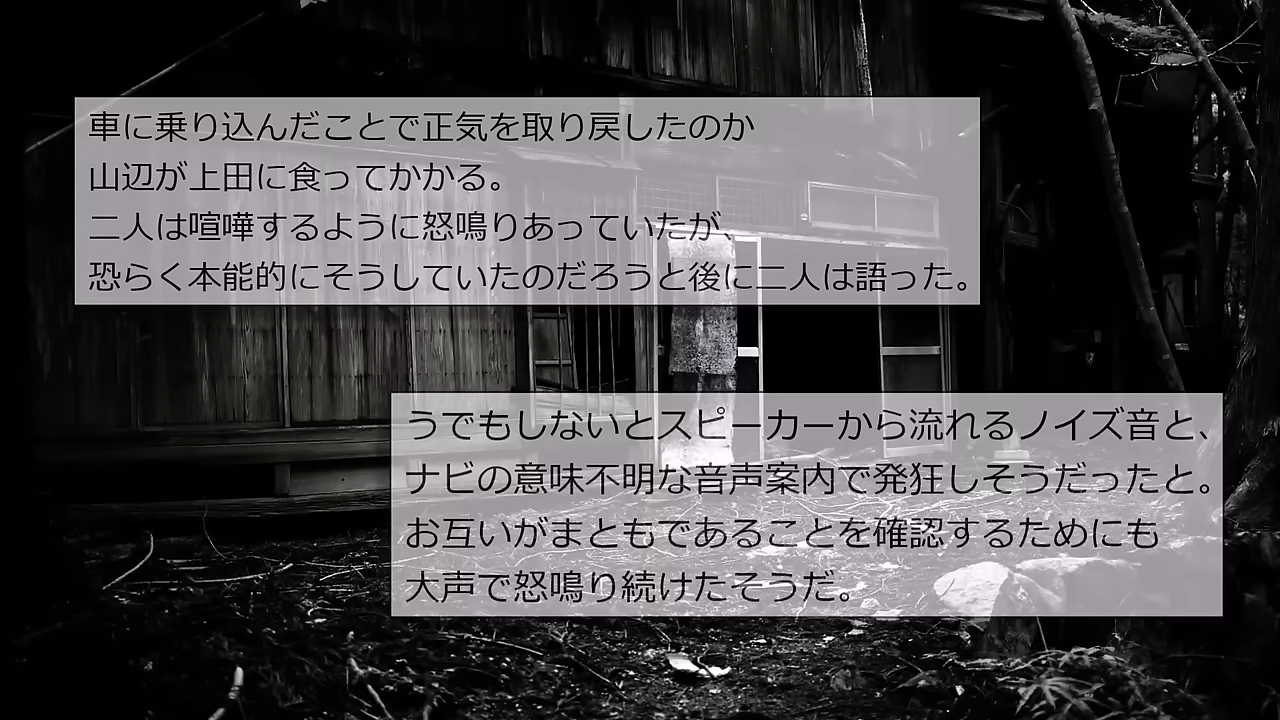 車に乗り込んだことで正気を取り戻したのか
山辺が上田に食ってかかる。
二人は喧嘩するように怒鳴りあっていたが、
恐らく本能的にそうしていたのだろうと後に二人は語った。
うでもしないとスピーカーから流れるノイズ音と、
ナビの意味不明な音声案内で発狂しそうだったと。
お互いがまともであることを確認するためにも
大声で怒鳴り続けたそうだ。